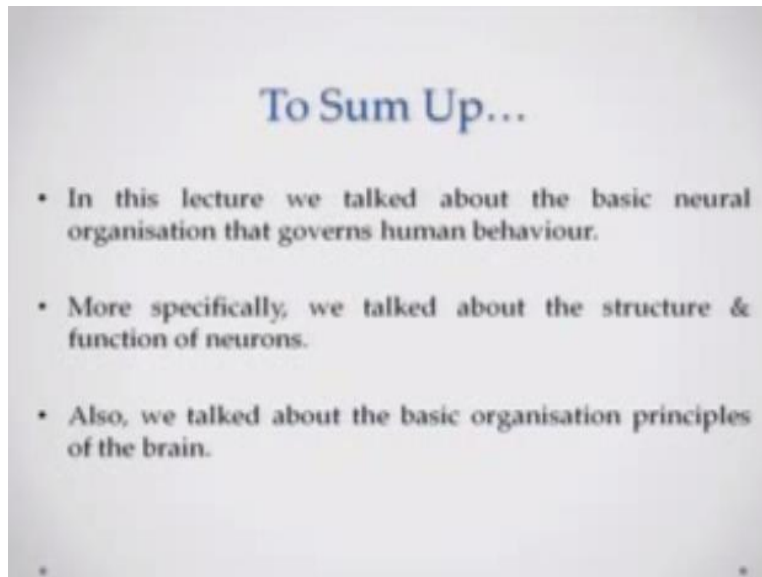 To Sum Up...
• In this lecture we talked about the basic neural
organisation that governs human behaviour.
• More specifically, we talked about the structure &
function of neurons.
• Also, we talked about the basic organisation principles
of the brain.